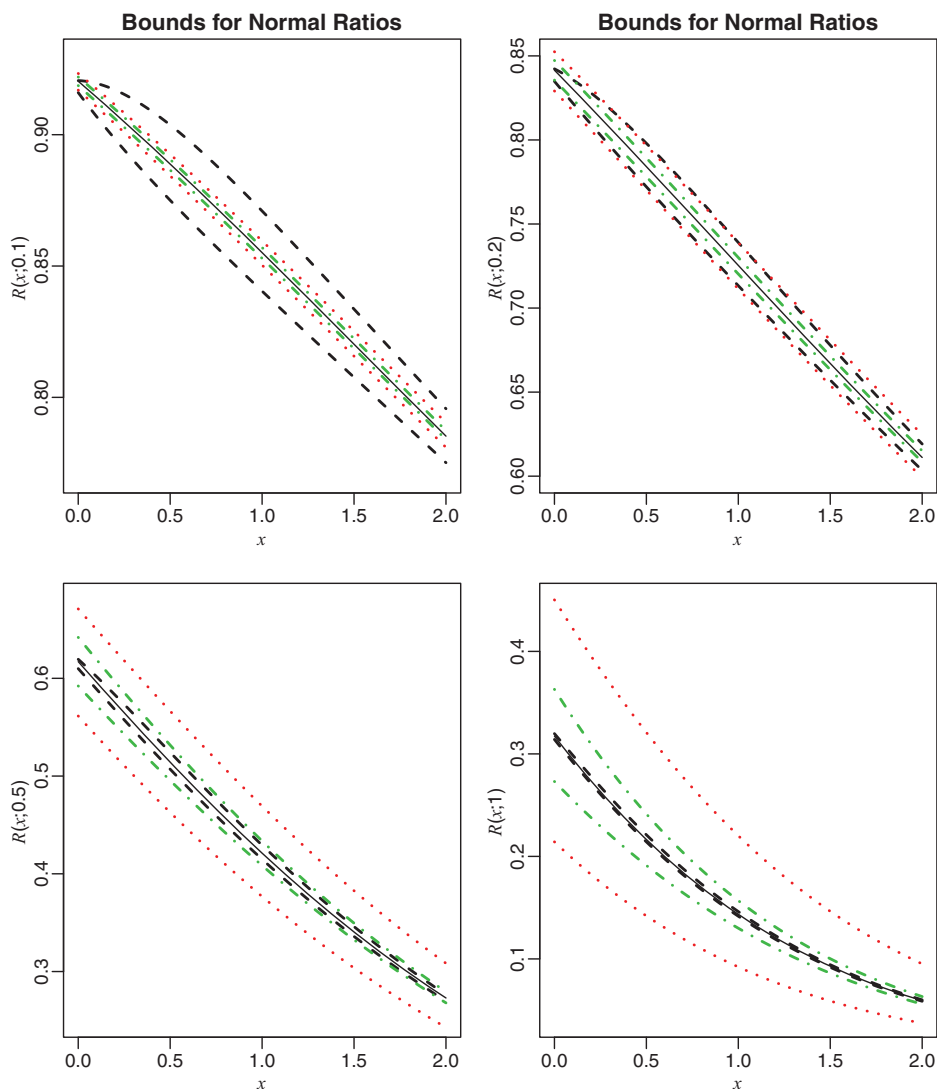 Bounds for Normal Ratios
R(x;0.1)
0.90
0.85
0.80
0.0 0.5 1.0 1.5 2.0
x
Bounds for Normal Ratios
R(x;0.2)
0.85
0.80
0.75
0.70
0.65
0.60
0.0 0.5 1.0 1.5 2.0
x
R(x;0.5)
0.6
0.5
0.4
0.3
0.0 0.5 1.0 1.5 2.0
x
R(x;1)
0.4
0.3
0.2
0.1
0.0 0.5 1.0 1.5 2.0
x